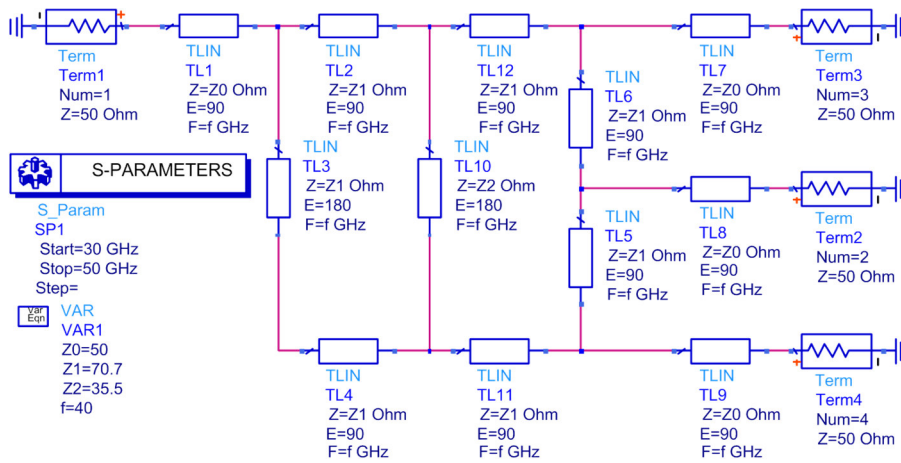 Term
Term1
Num=1
Z=50 Ohm
TLIN
TL1
Z=Z0 Ohm
E=90
F=f GHz
TLIN
TL2
Z=Z1 Ohm
E=90
F=f GHz
TLIN
TL12
Z=Z1 Ohm
E=90
F=f GHz
TLIN
TL7
Z=Z0 Ohm
E=90
F=f GHz
Term
Term3
Num=3
Z=50 Ohm
TLIN
TL6
Z=Z1 Ohm
E=90
F=f GHz
TLIN
TL3
Z=Z1 Ohm
E=180
F=f GHz
TLIN
TL10
Z=Z2 Ohm
E=180
F=f GHz
S-PARAMETERS
S_Param
SP1
Start=30 GHz
Stop=50 GHz
Step=
TLIN
TL5
Z=Z1 Ohm
E=90
F=f GHz
TLIN
TL8
Z=Z0 Ohm
E=90
F=f GHz
Term
Term2
Num=2
Z=50 Ohm
Var
Eqn
VAR
VAR1
Z0=50
Z1=70.7
Z2=35.5
f=40
TLIN
TL4
Z=Z1 Ohm
E=90
F=f GHz
TLIN
TL11
Z=Z1 Ohm
E=90
F=f GHz
TLIN
TL9
Z=Z0 Ohm
E=90
F=f GHz
Term
Term4
Num=4
Z=50 Ohm